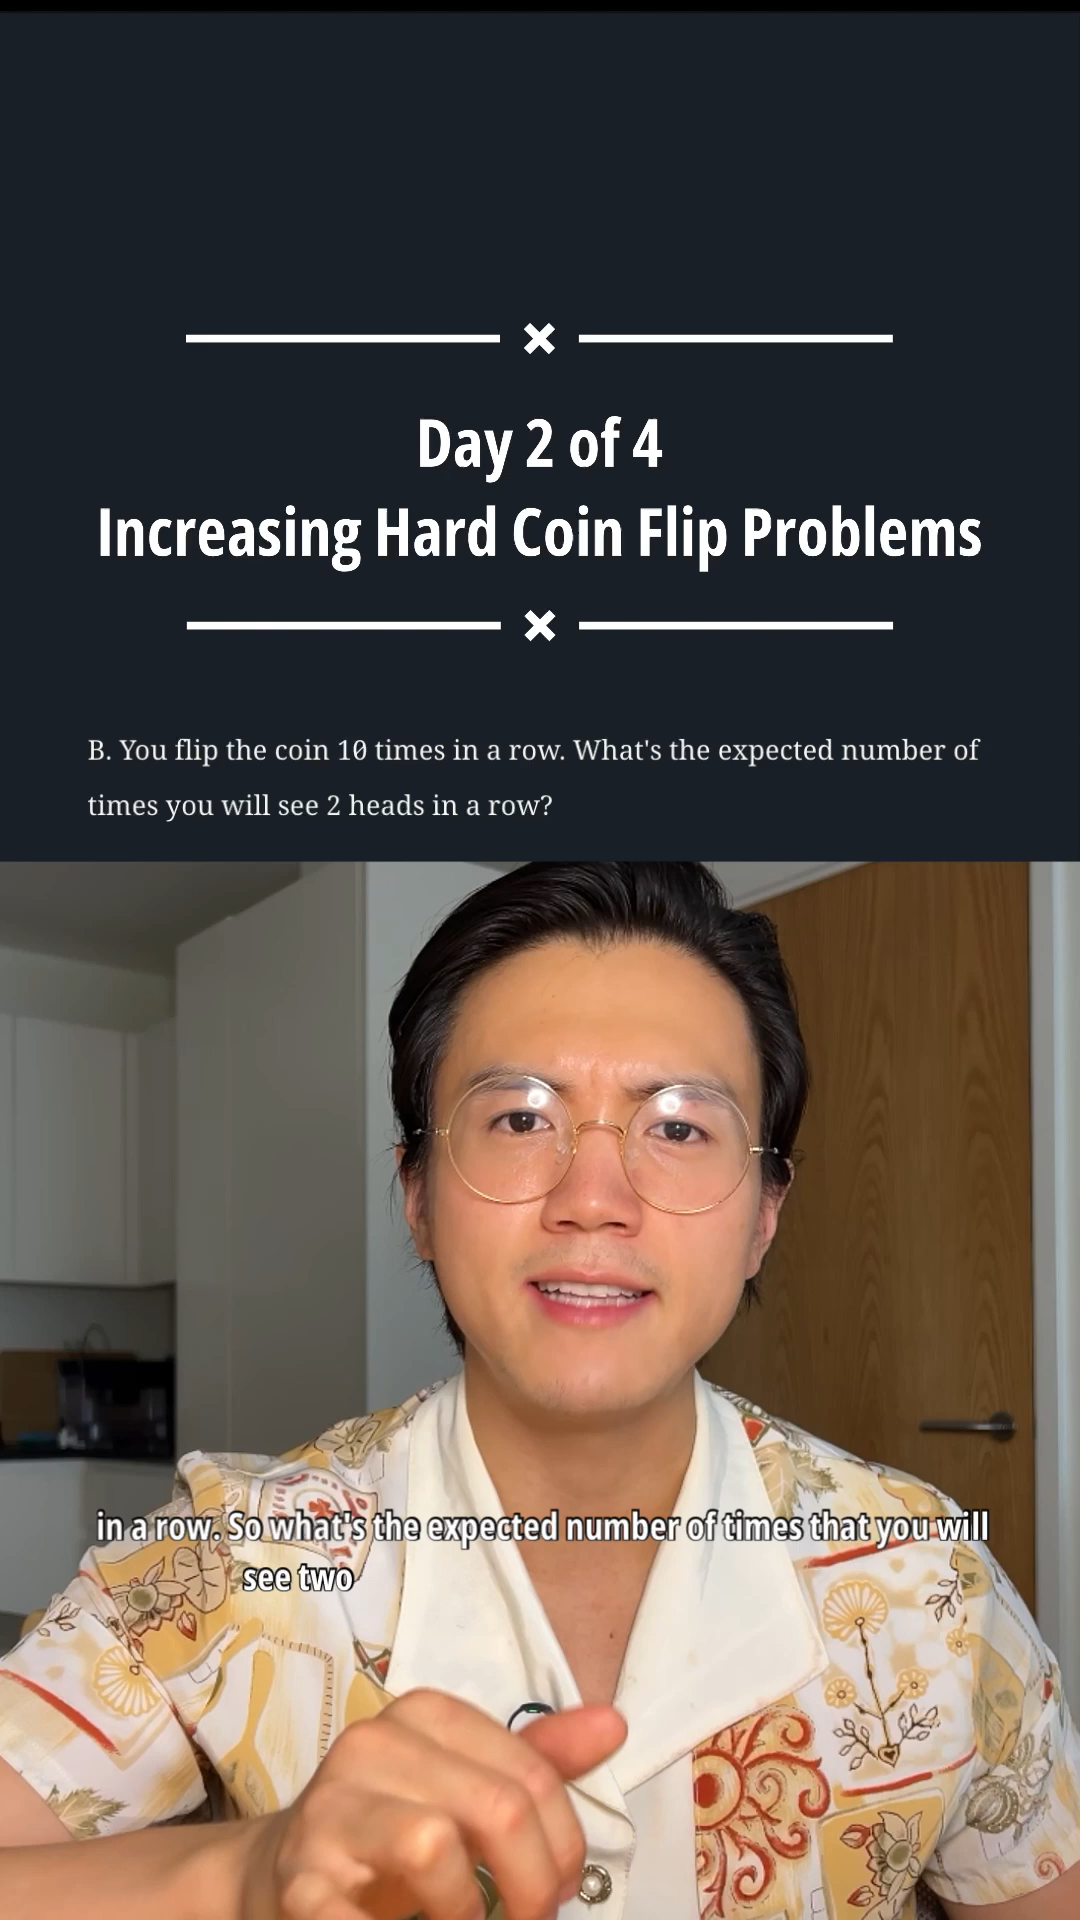 Day 2 of 4
Increasing Hard Coin Flip Problems
B. You flip the coin 10 times in a row. What's the expected number of
times you will see 2 heads in a row?
in a row. So what's the expected number of times that you will
see two